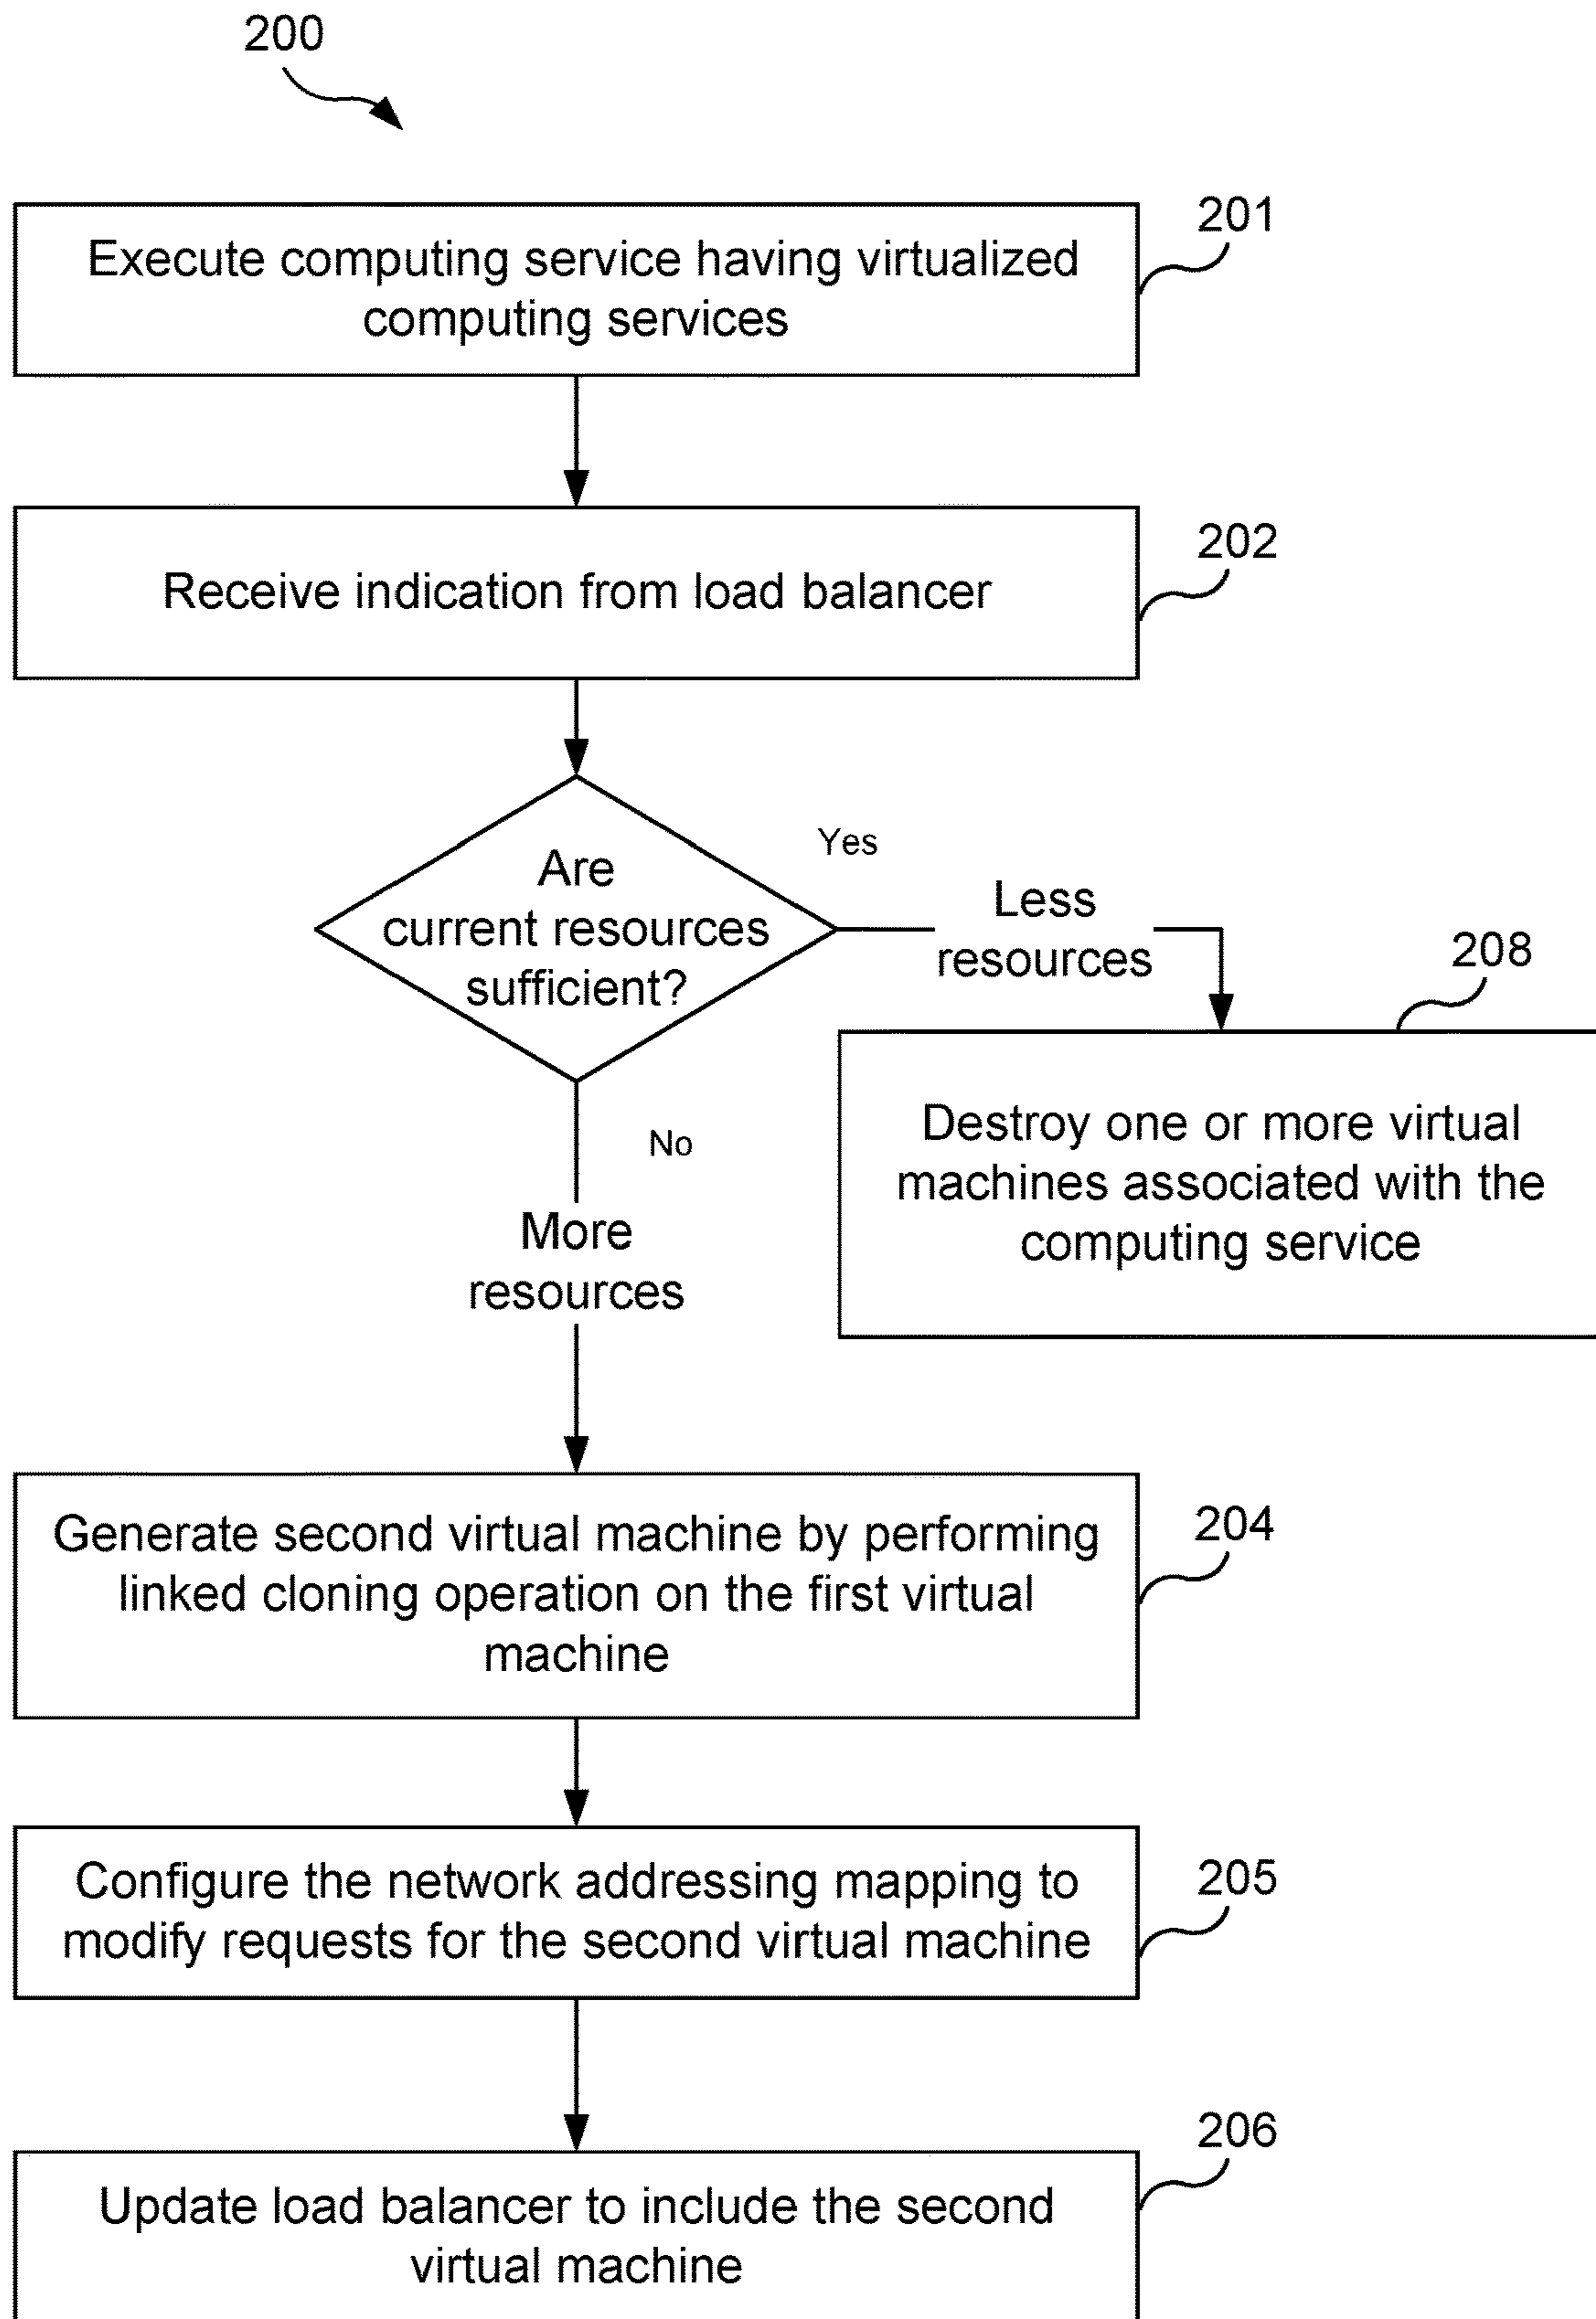 200
201
Execute computing service having virtualized
computing services
202
Receive indication from load balancer
Are
current resources
sufficient?
Yes
Less
resources
208
Destroy one or more virtual
machines associated with the
computing service
No
More
resources
204
Generate second virtual machine by performing
linked cloning operation on the first virtual
machine
205
Configure the network addressing mapping to
modify requests for the second virtual machine
206
Update load balancer to include the second
virtual machine